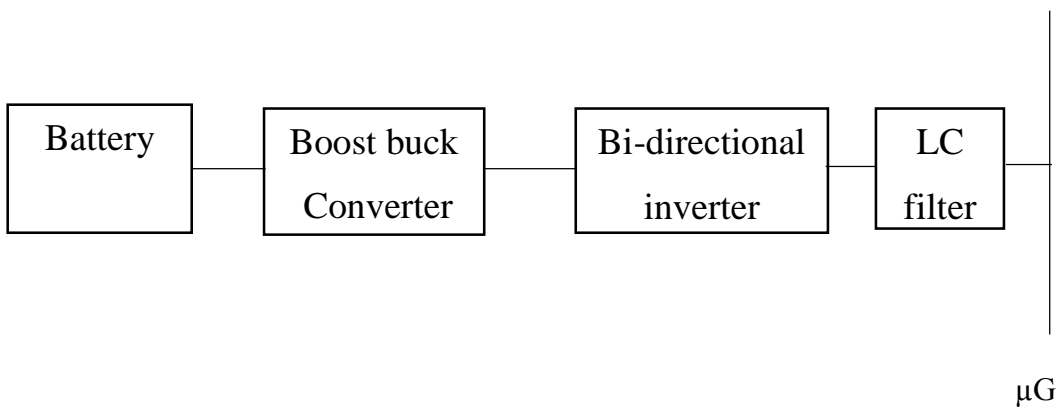 Battery
Boost buck
Converter
Bi-directional
inverter
LC
filter
µG